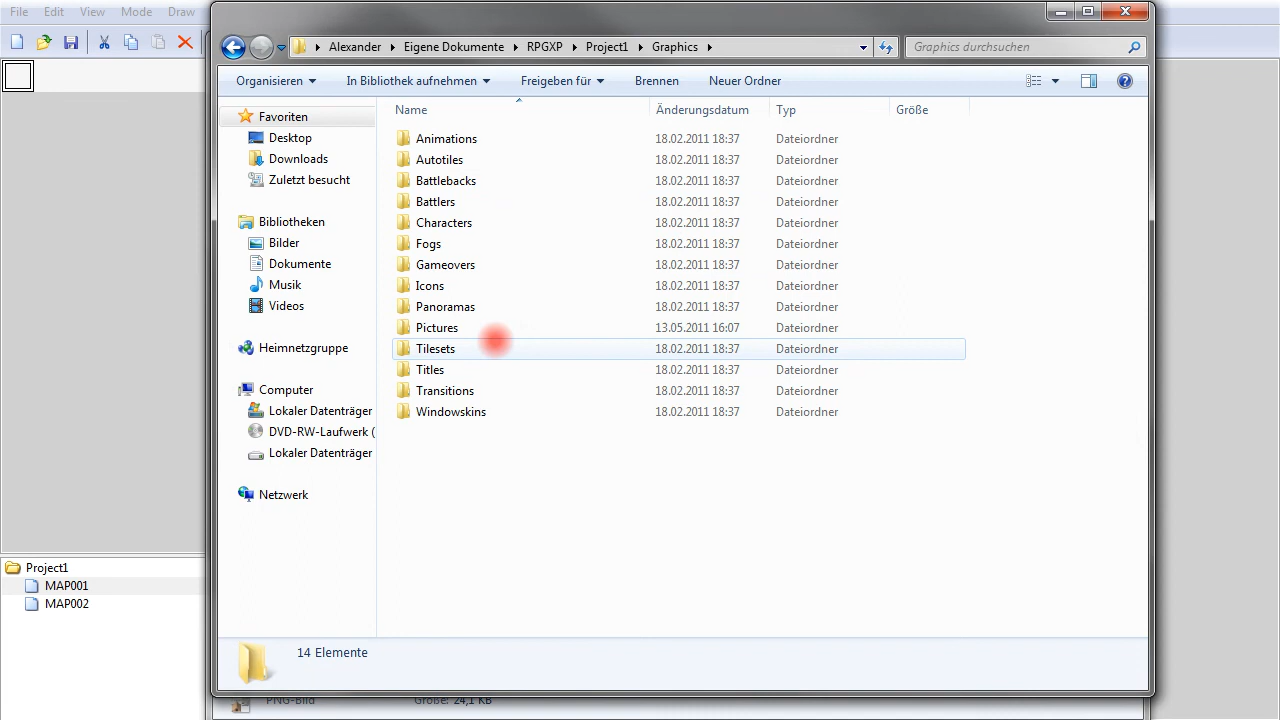 File Edit View Mode Draw
Alexander Eigene Dokumente RPGXP Project1 Graphics
Graphics durchsuchen
Organisieren In Bibliothek aufnehmen Freigeben für Brennen Neuer Ordner
Name Änderungsdatum Typ Größe
Favoriten
Desktop
Downloads
Zuletzt besucht
Bibliotheken
Bilder
Dokumente
Musik
Videos
Heimnetzgruppe
Computer
Lokaler Datenträger
DVD-RW-Laufwerk (
Lokaler Datenträger
Netzwerk
Animations 18.02.2011 18:37 Dateiordner
Autotiles 18.02.2011 18:37 Dateiordner
Battlebacks 18.02.2011 18:37 Dateiordner
Battlers 18.02.2011 18:37 Dateiordner
Characters 18.02.2011 18:37 Dateiordner
Fogs 18.02.2011 18:37 Dateiordner
Gameovers 18.02.2011 18:37 Dateiordner
Icons 18.02.2011 18:37 Dateiordner
Panoramas 18.02.2011 18:37 Dateiordner
Pictures 13.05.2011 16:07 Dateiordner
Tilesets 18.02.2011 18:37 Dateiordner
Titles 18.02.2011 18:37 Dateiordner
Transitions 18.02.2011 18:37 Dateiordner
Windowskins 18.02.2011 18:37 Dateiordner
Project1
MAP001
MAP002
14 Elemente
PNG-Bild Größe: 24,1 KB